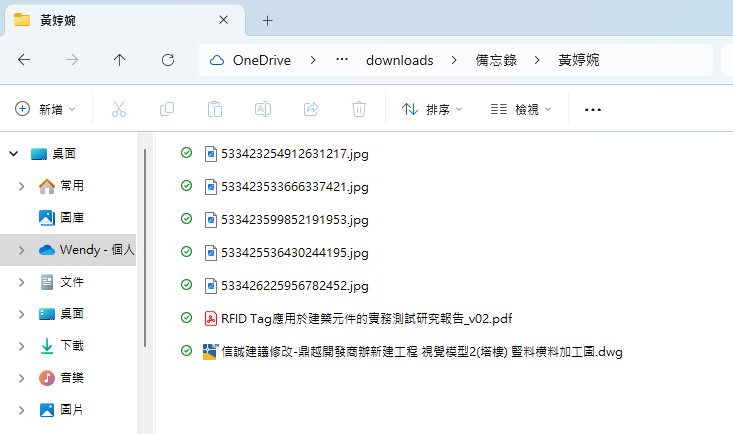 黃婷婉
OneDrive > ... downloads > 備忘錄 > 黃婷婉
新增 排序 檢視 ...
桌面
常用
圖庫
Wendy - 個人
文件
桌面
下載
音樂
圖片
533423254912631217.jpg
533423533666337421.jpg
533423599852191953.jpg
533425536430244195.jpg
533426225956782452.jpg
RFID Tag應用於建築元件的實務測試研究報告_v02.pdf
信誠建議修改-鼎越開發商辦新建工程 視覺模型2(塔樓) 豎料橫料加工圖.dwg